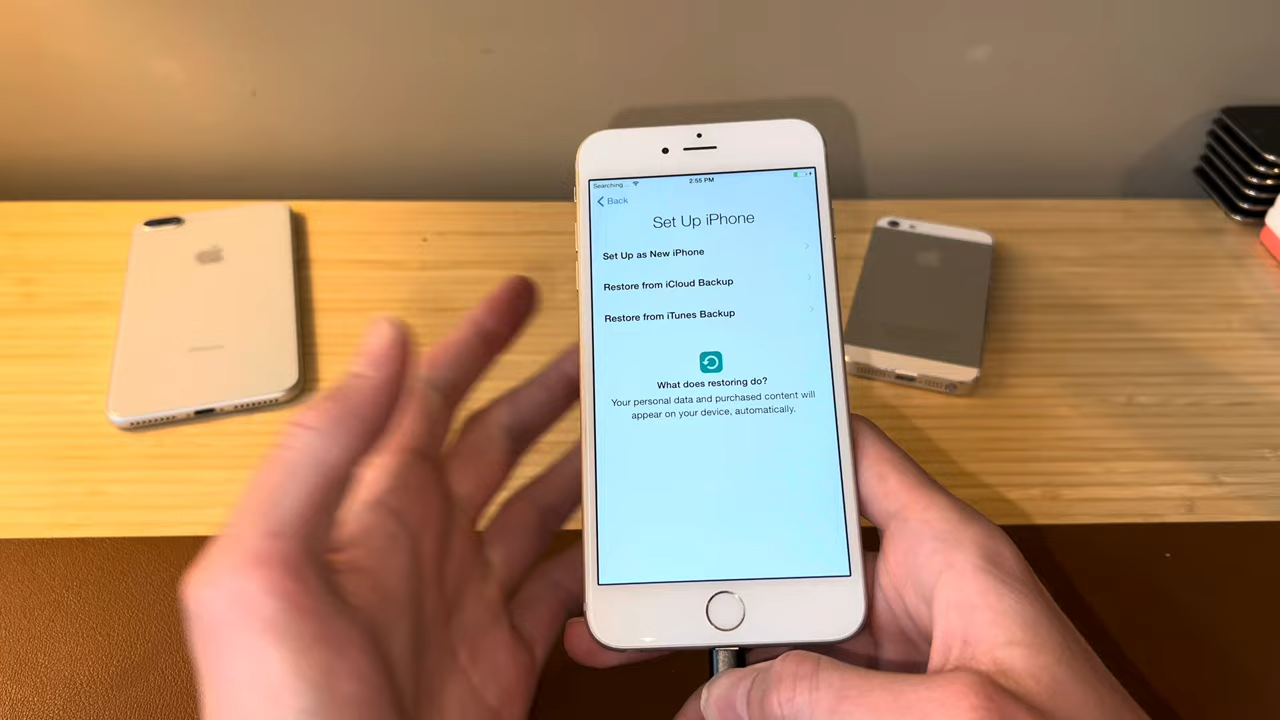 Searching...
2:55 PM
Back
Set Up iPhone
Set Up as New iPhone
Restore from iCloud Backup
Restore from iTunes Backup
What does restoring do?
Your personal data and purchased content will
appear on your device, automatically.